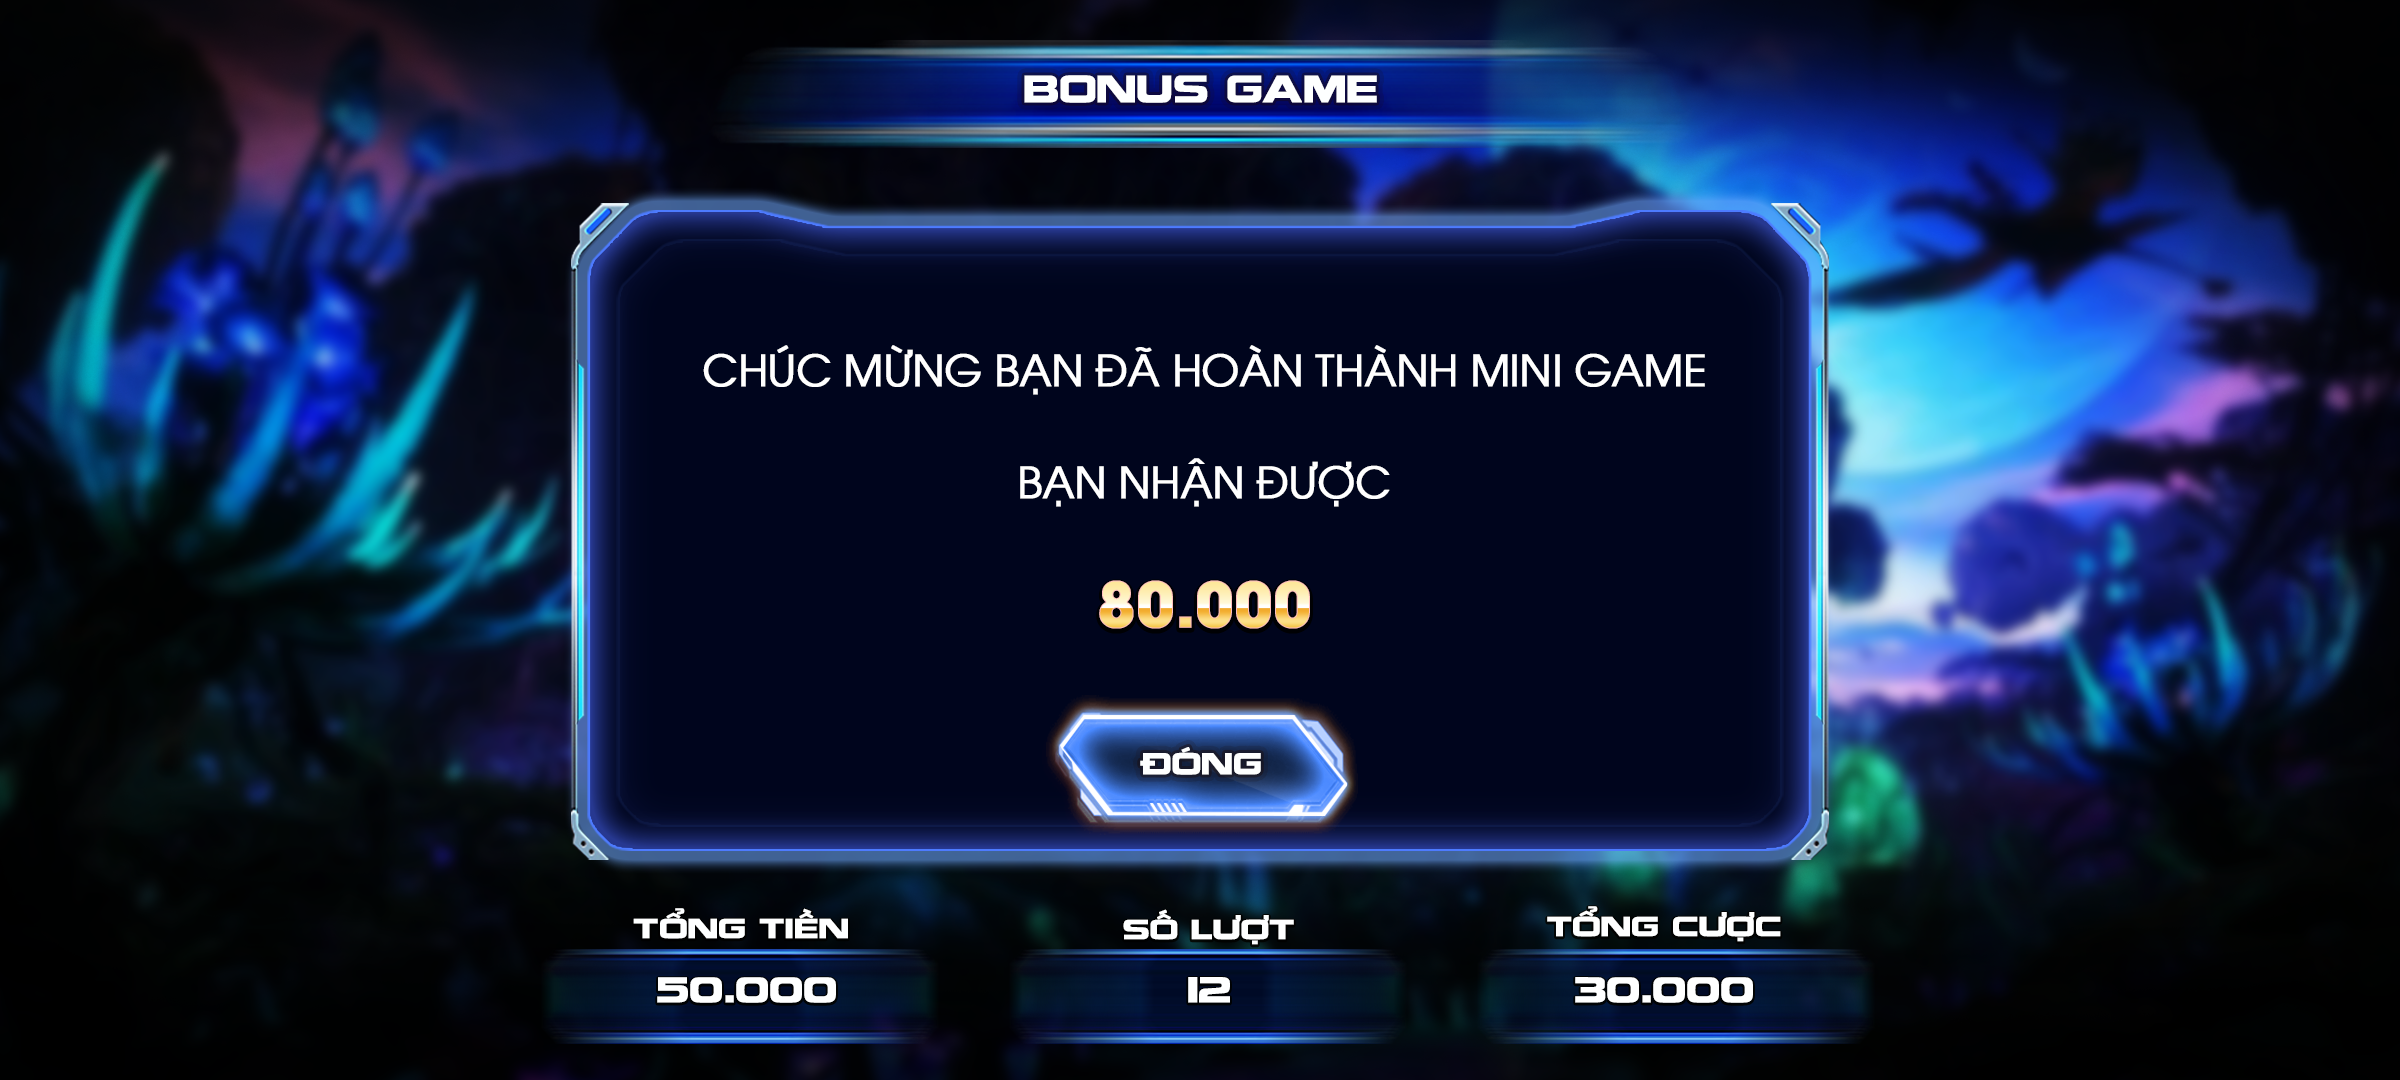 BONUS GAME
CHÚC MỪNG BẠN ĐÃ HOÀN THÀNH MINI GAME
BẠN NHẬN ĐƯỢC
80.000
ĐÓNG
TỔNG TIỀN
50.000
SỐ LƯỢT
12
TỔNG CƯỢC
30.000